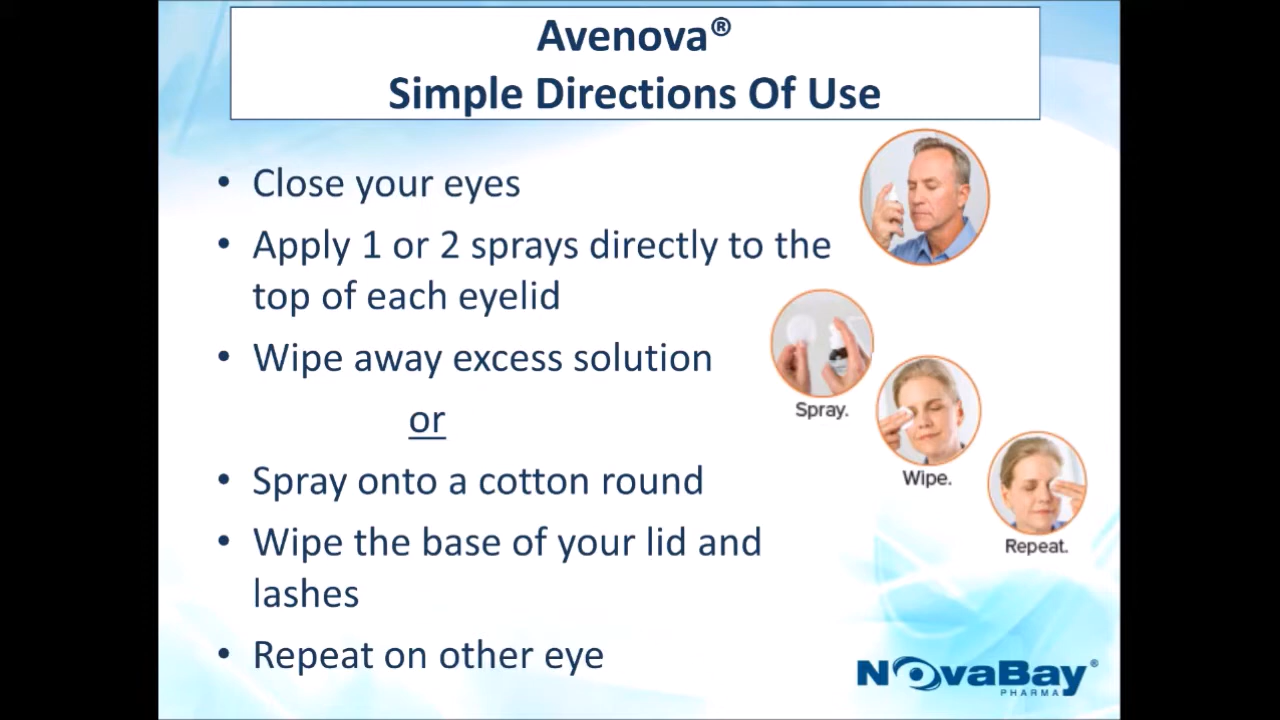 Avenova®
Simple Directions Of Use
• Close your eyes
• Apply 1 or 2 sprays directly to the
top of each eyelid
• Wipe away excess solution
or
• Spray onto a cotton round
• Wipe the base of your lid and
lashes
• Repeat on other eye
Spray.
Wipe.
Repeat.
NovaBay®
PHARMA